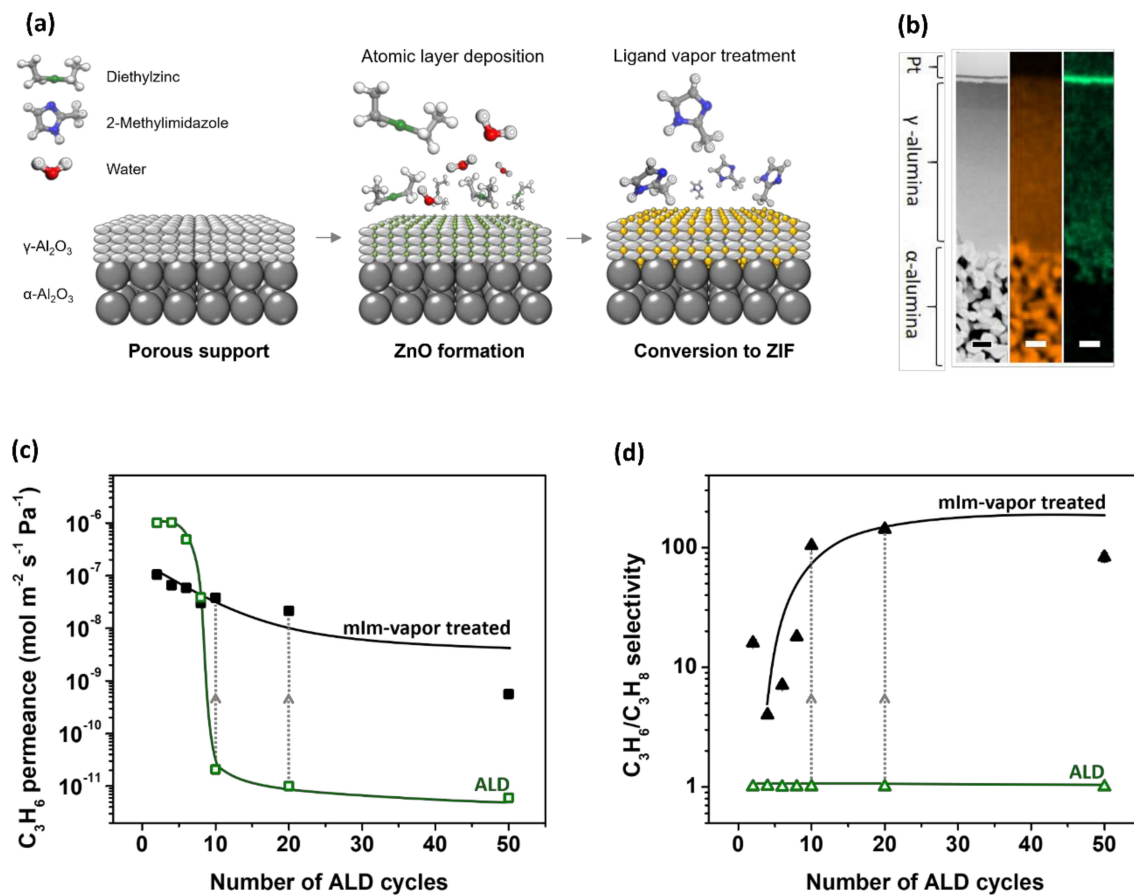 (a)
Diethylzinc
2-Methylimidazole
Water
γ-Al₂O₃
α-Al₂O₃
Porous support
Atomic layer deposition
ZnO formation
Ligand vapor treatment
Conversion to ZIF
(b)
Pt
γ-alumina
α-alumina
(c)
C₃H₆ permeance (mol m⁻² s⁻¹ Pa⁻¹)
10⁻⁶
10⁻⁷
10⁻⁸
10⁻⁹
10⁻¹⁰
10⁻¹¹
mIm-vapor treated
ALD
0 10 20 30 40 50
Number of ALD cycles
(d)
C₃H₆/C₃H₈ selectivity
100
10
1
mIm-vapor treated
ALD
0 10 20 30 40 50
Number of ALD cycles